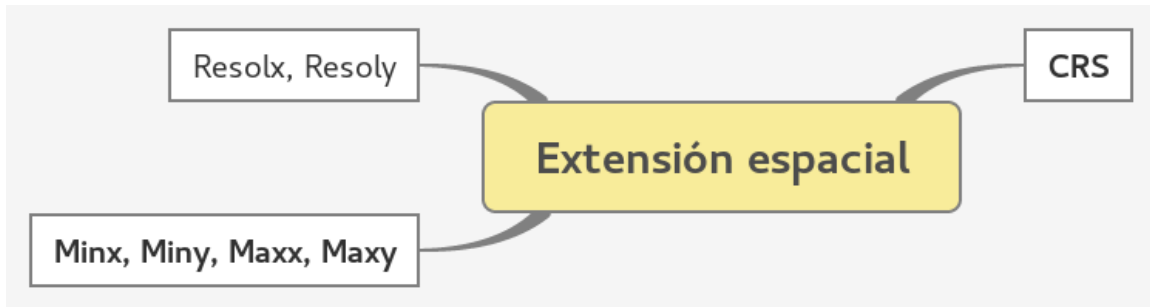 Resolx, Resoly
CRS
Extensión espacial
Minx, Miny, Maxx, Maxy